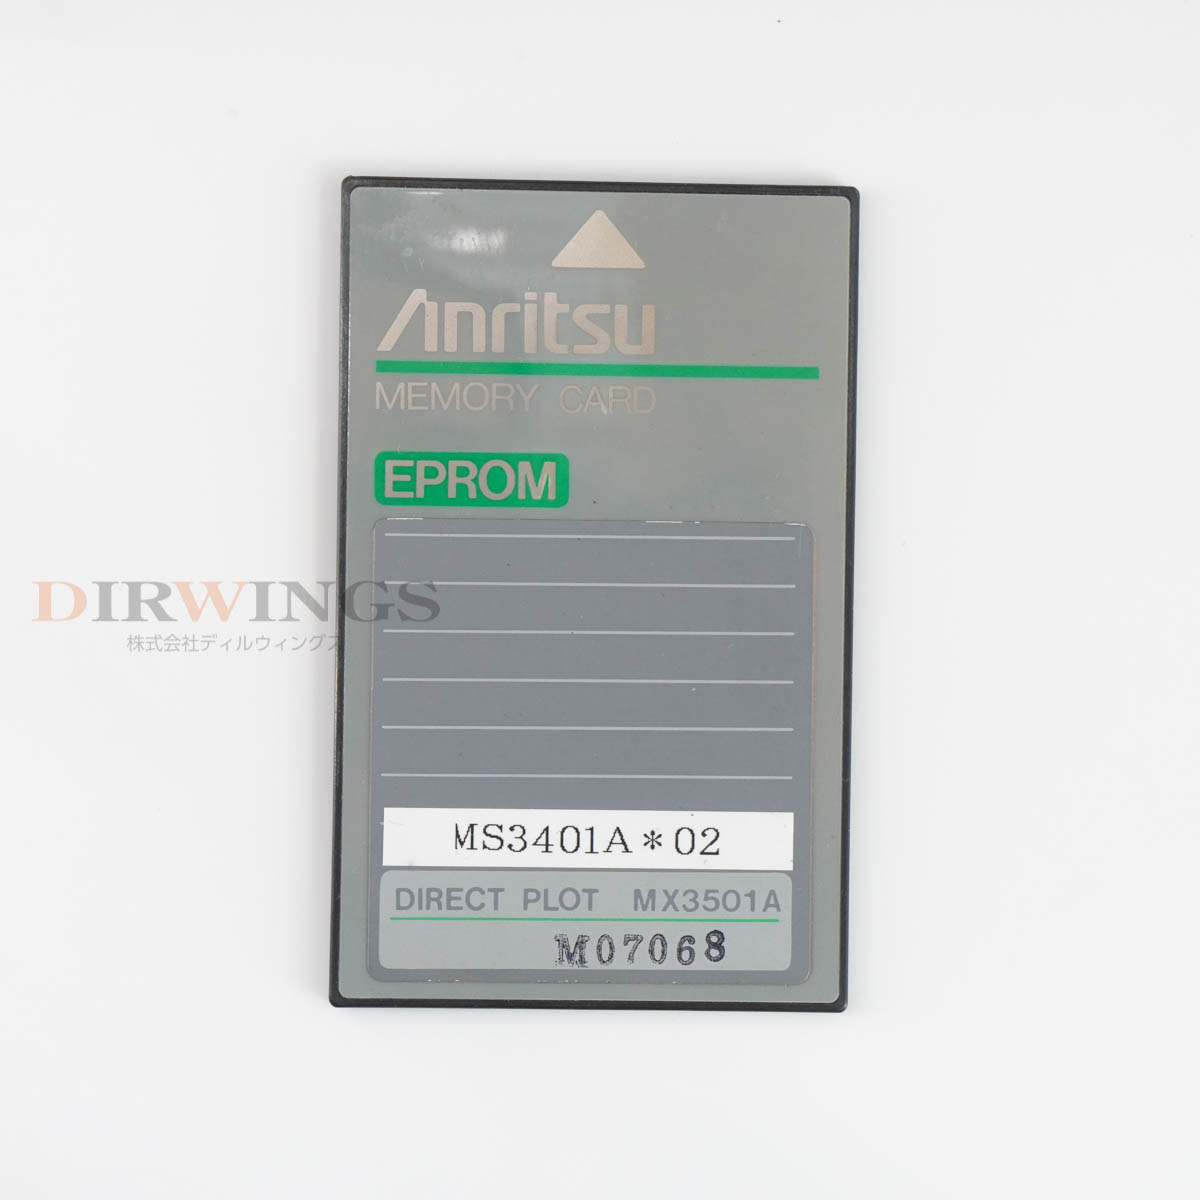 Anritsu
MEMORY CARD
EPROM
DIRWINGS
株式会社ディルウィングス
MS3401A*02
DIRECT PLOT MX3501A
M07068